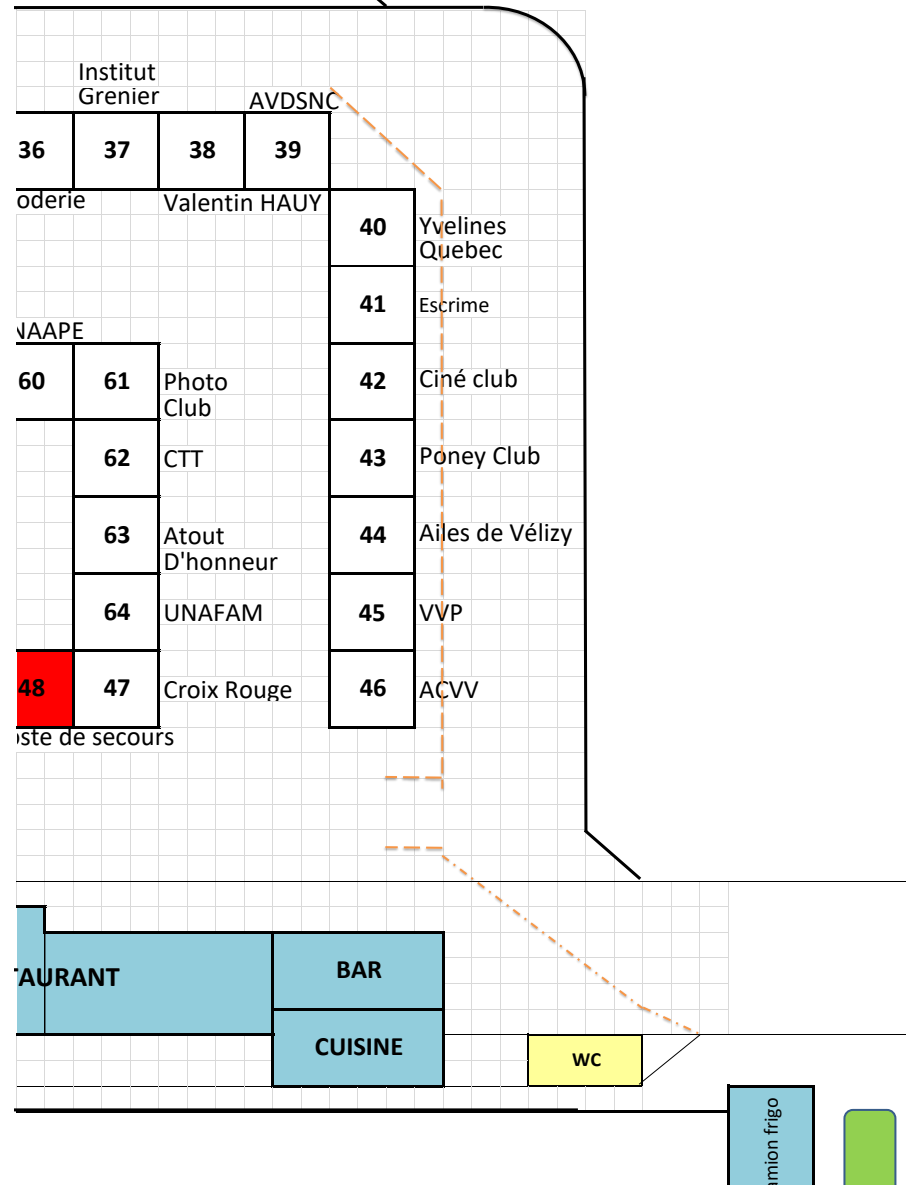 Institut
Grenier
AVDSNC
36 37 38 39
oderie
Valentin HAUY
40 Yvelines
Quebec
41 Escrime
NAAPE
60 61 Photo
Club
42 Ciné club
62 CTT
43 Poney Club
63 Atout
D'honneur
44 Ailes de Vélizy
64 UNAFAM
45 VVP
48 47 Croix Rouge
46 ACVV
oste de secours
TAURANT
BAR
CUISINE
WC
amion frigo